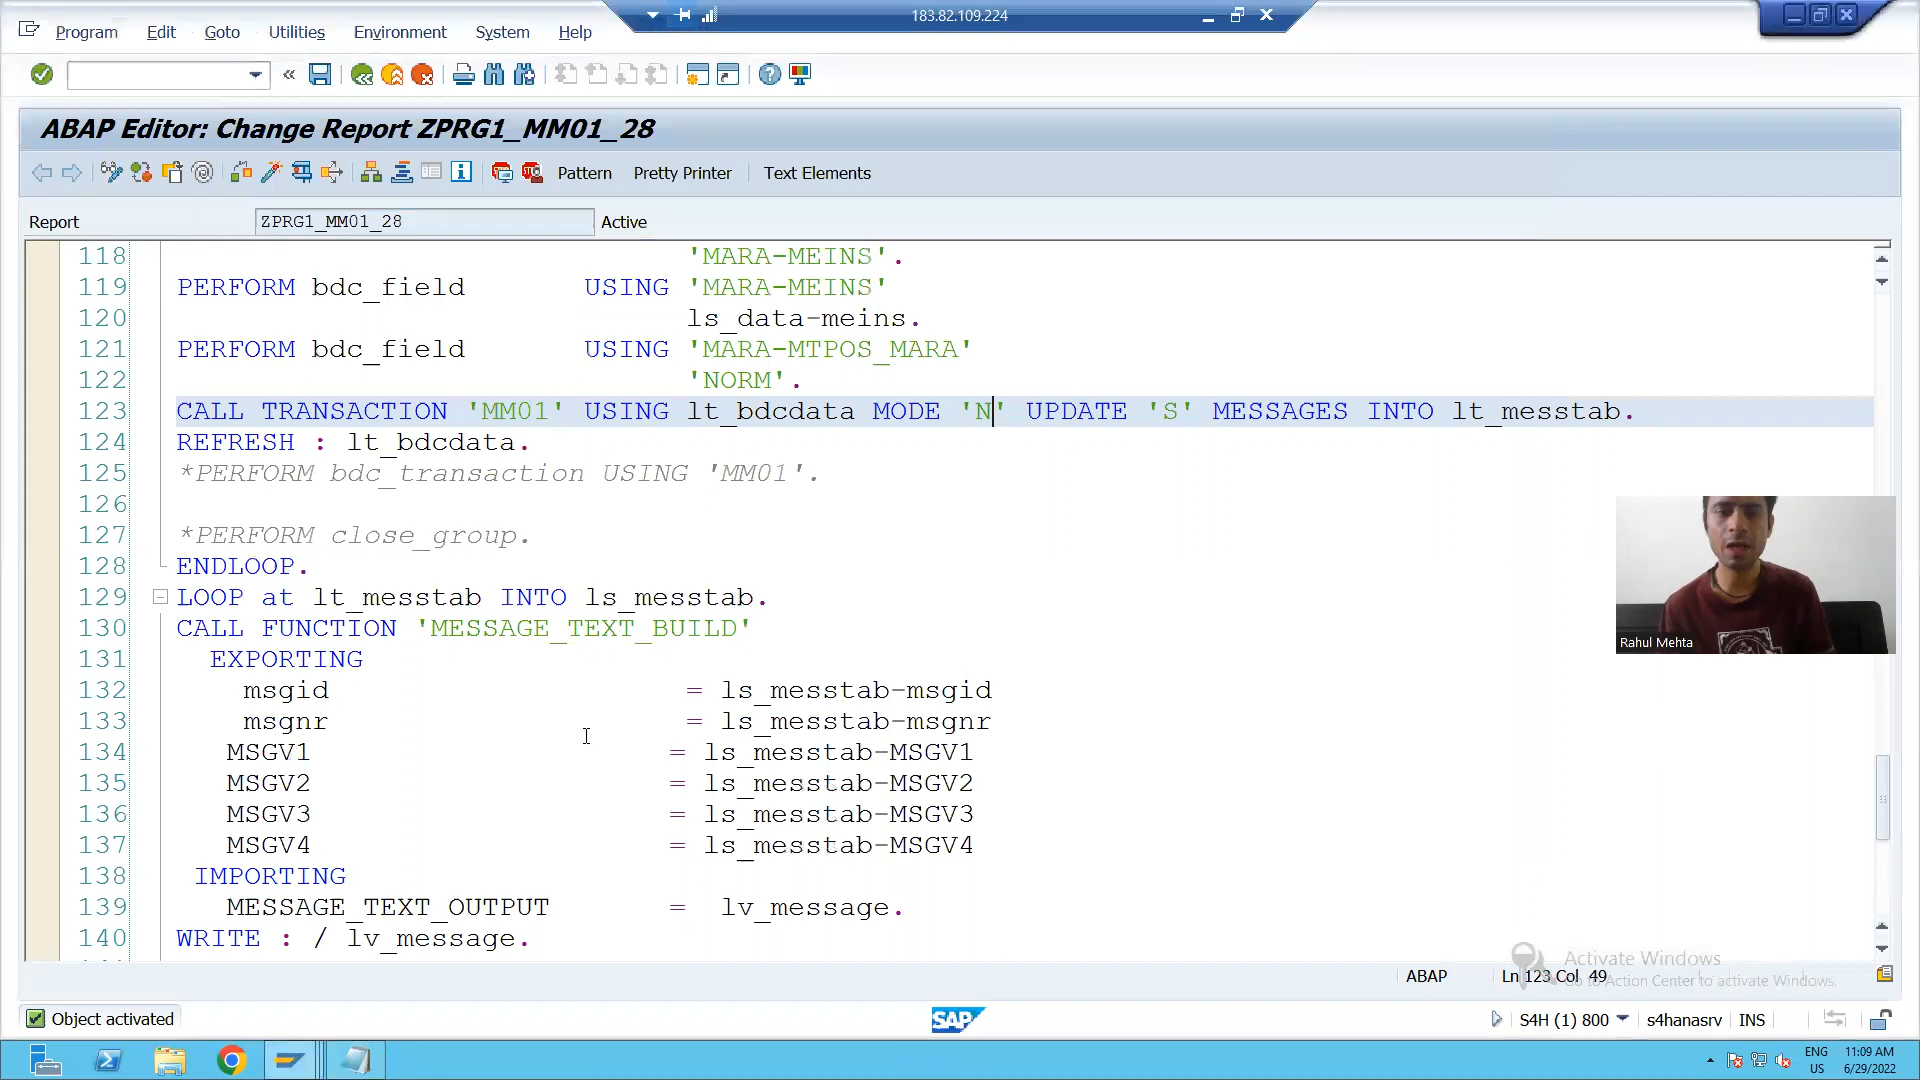 183.82.109.224
Program Edit Goto Utilities Environment System Help
ABAP Editor: Change Report ZPRG1_MM01_28
Pattern Pretty Printer Text Elements
Report ZPRG1_MM01_28 Active
118 'MARA-MEINS'.
119 PERFORM bdc_field USING 'MARA-MEINS'
120 ls_data-meins.
121 PERFORM bdc_field USING 'MARA-MTPOS_MARA'
122 'NORM'.
123 CALL TRANSACTION 'MM01' USING lt_bdcdata MODE 'N' UPDATE 'S' MESSAGES INTO lt_messtab.
124 REFRESH : lt_bdcdata.
125 *PERFORM bdc_transaction USING 'MM01'.
126
127 *PERFORM close_group.
128 ENDLOOP.
129 LOOP at lt_messtab INTO ls_messtab.
130 CALL FUNCTION 'MESSAGE_TEXT_BUILD'
131 EXPORTING
132 msgid = ls_messtab-msgid
133 msgnr = ls_messtab-msgnr
134 MSGV1 = ls_messtab-MSGV1
135 MSGV2 = ls_messtab-MSGV2
136 MSGV3 = ls_messtab-MSGV3
137 MSGV4 = ls_messtab-MSGV4
138 IMPORTING
139 MESSAGE_TEXT_OUTPUT = lv_message.
140 WRITE : / lv_message.
Rahul Mehta
Activate Windows
Go to Action Center to activate Windows.
ABAP Ln 123 Col 49
Object activated SAP S4H (1) 800 s4hanasrv INS
ENG 11:09 AM
US 6/29/2022